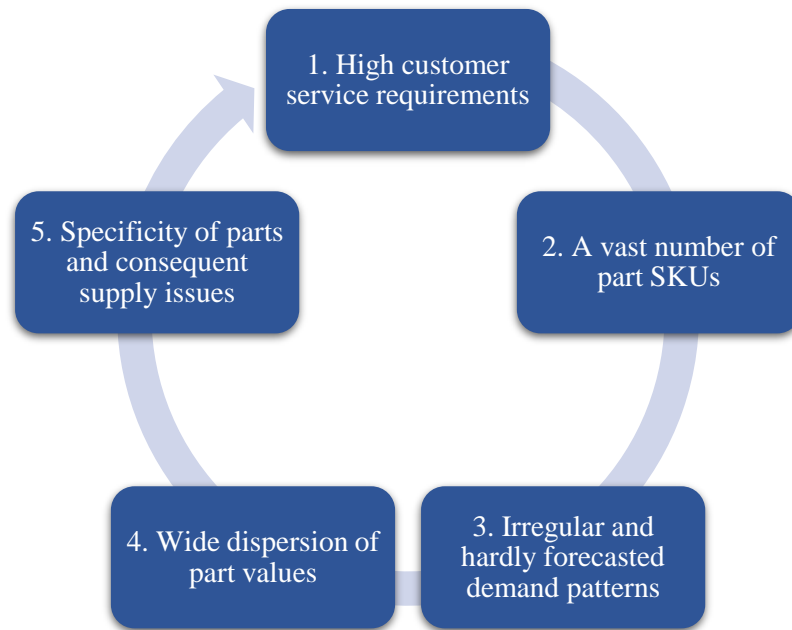 1. High customer
service requirements
2. A vast number of
part SKUs
3. Irregular and
hardly forecasted
demand patterns
4. Wide dispersion of
part values
5. Specificity of parts
and consequent
supply issues